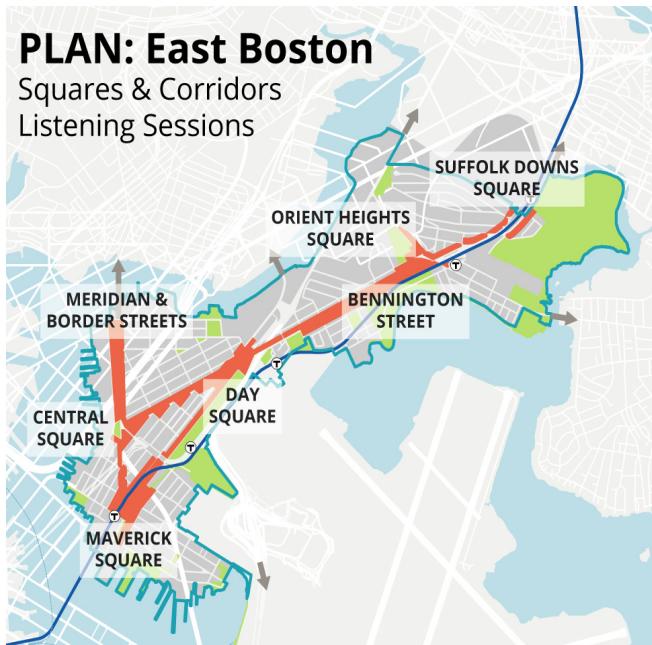 PLAN: East Boston
Squares & Corridors
Listening Sessions
SUFFOLK DOWNS
SQUARE
ORIENT HEIGHTS
SQUARE
MERIDIAN &
BORDER STREETS
BENNINGTON
STREET
DAY
SQUARE
CENTRAL
SQUARE
MAVERICK
SQUARE
T
T
T
T
T